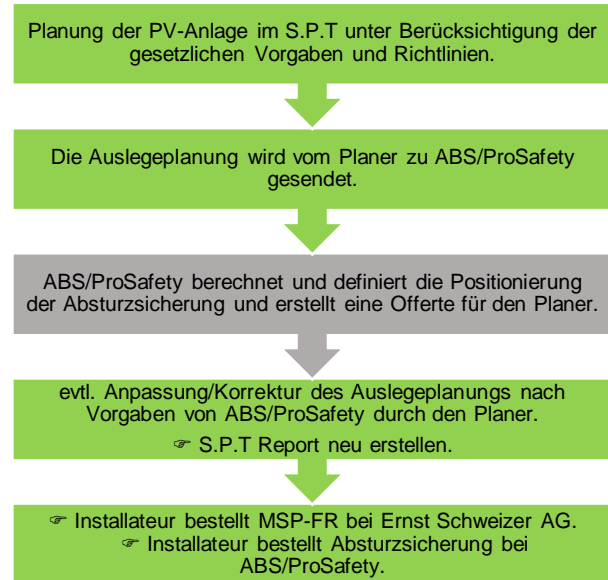 Planung der PV-Anlage im S.P.T unter Berücksichtigung der
gesetzlichen Vorgaben und Richtlinien.
Die Auslegeplanung wird vom Planer zu ABS/ProSafety
gesendet.
ABS/ProSafety berechnet und definiert die Positionierung
der Absturzsicherung und erstellt eine Offerte für den Planer.
evtl. Anpassung/Korrektur des Auslegeplanungs nach
Vorgaben von ABS/ProSafety durch den Planer.
☞ S.P.T Report neu erstellen.
☞ Installateur bestellt MSP-FR bei Ernst Schweizer AG.
☞ Installateur bestellt Absturzsicherung bei
ABS/ProSafety.